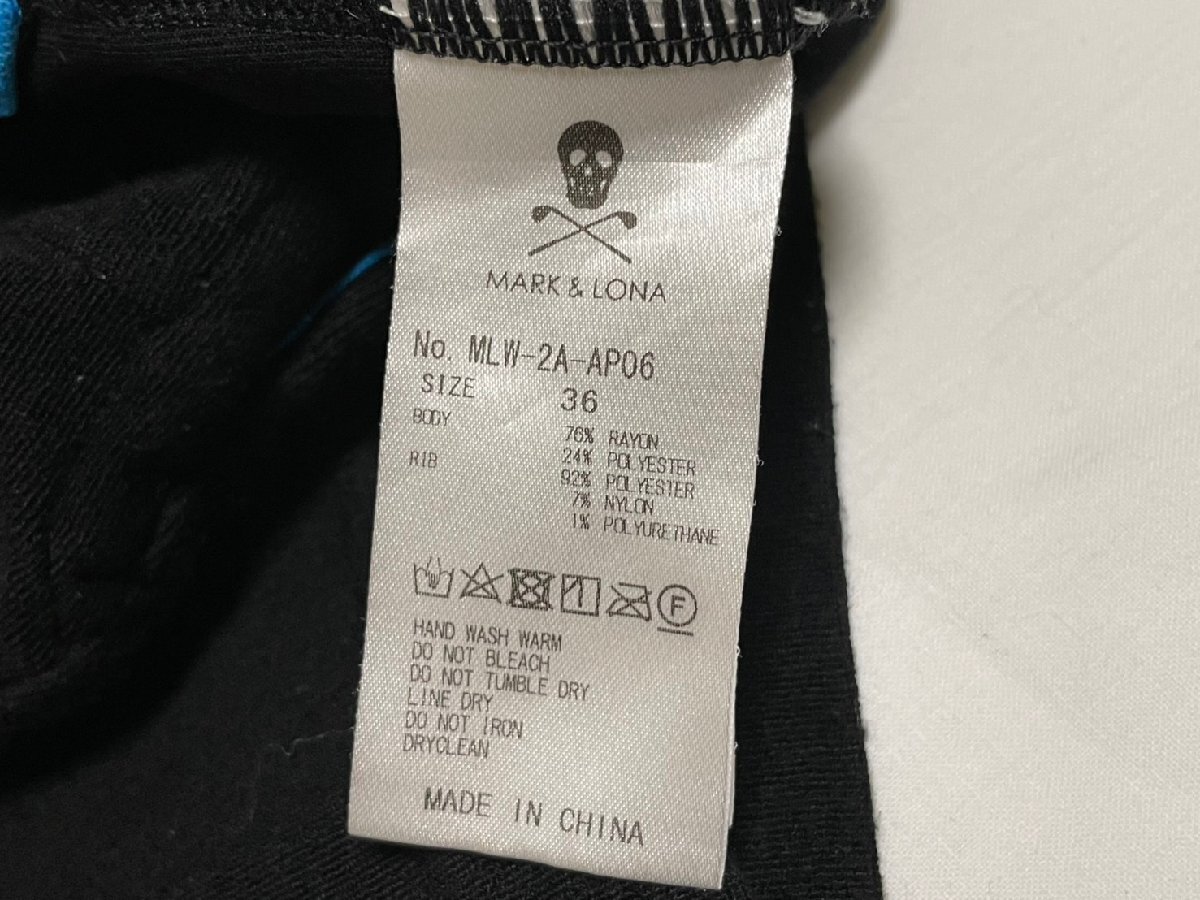 MARK & LONA
No. MLW-2A-AP06
SIZE 36
BODY 76% RAYON
24% POLYESTER
RIB 92% POLYESTER
7% NYLON
1% POLYURETHANE
F
HAND WASH WARM
DO NOT BLEACH
DO NOT TUMBLE DRY
LINE DRY
DO NOT IRON
DRYCLEAN
MADE IN CHINA